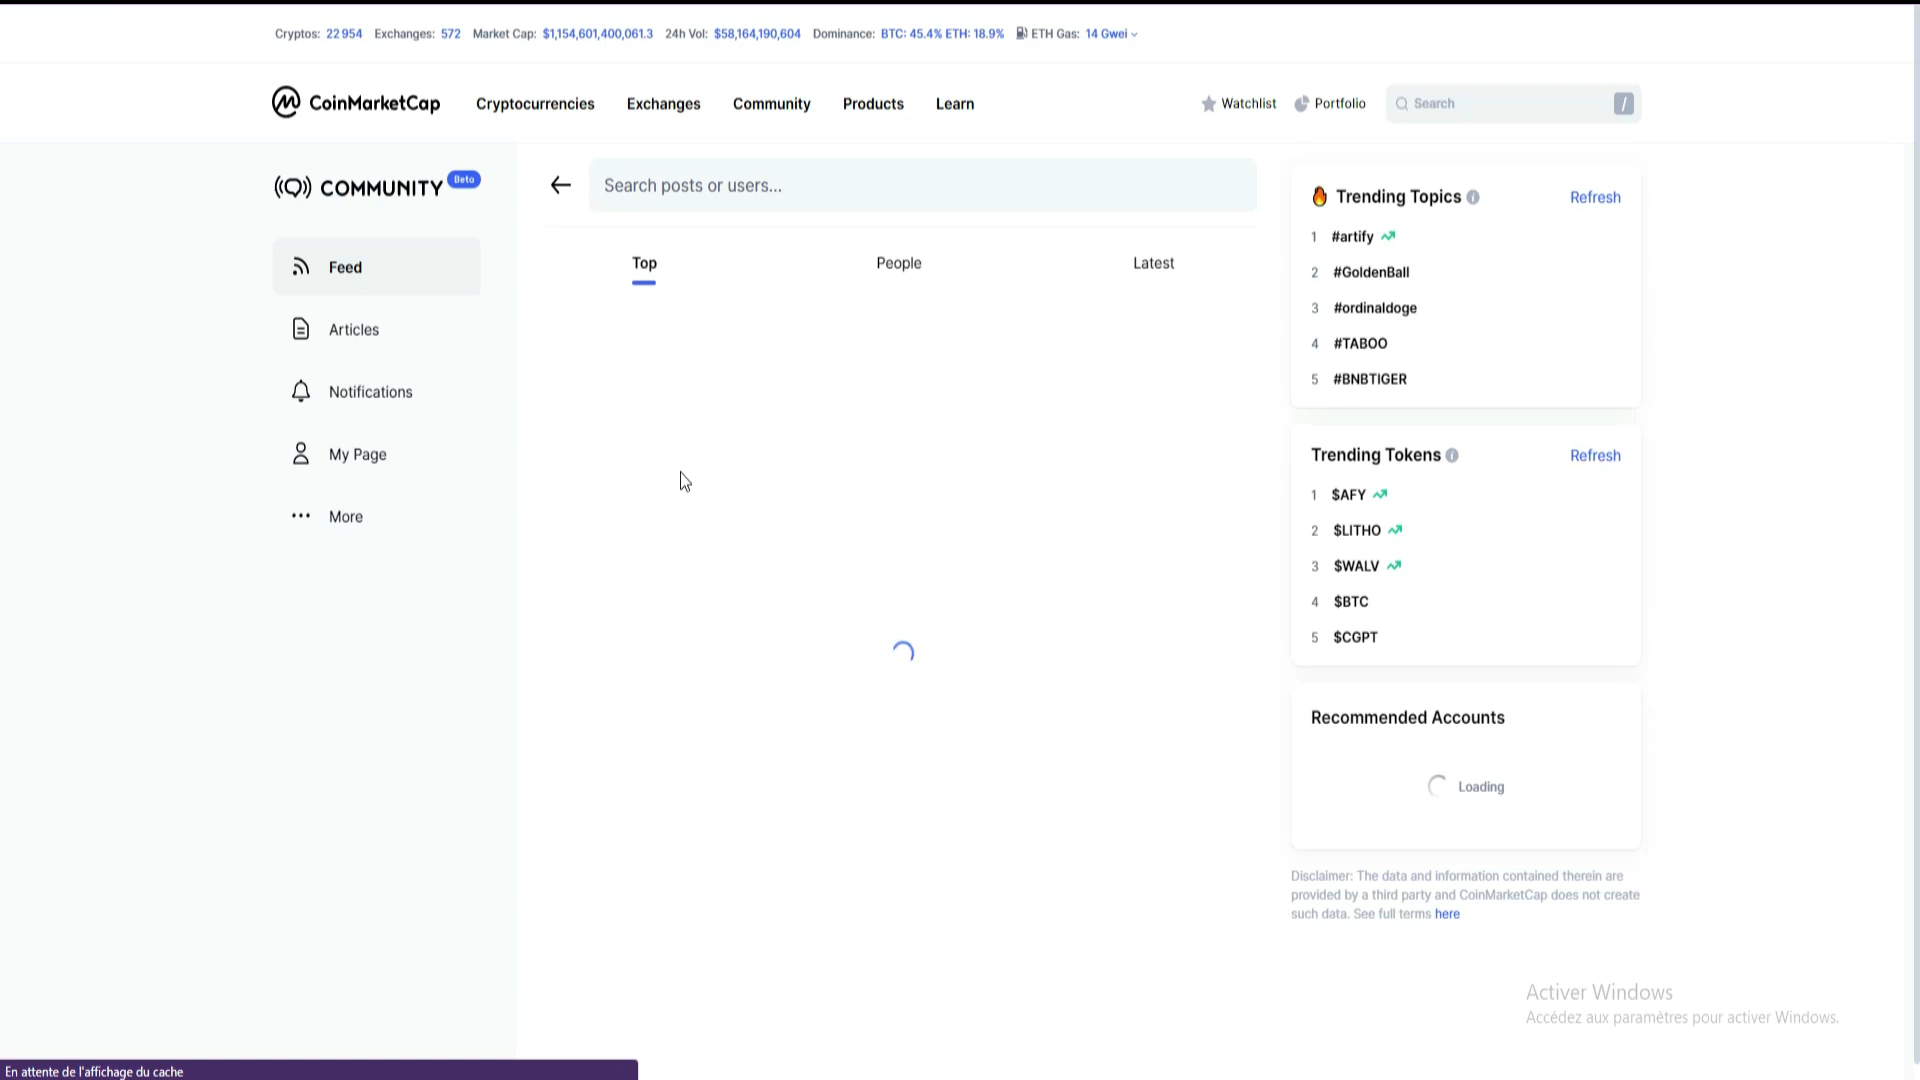 Cryptos: 22 954 Exchanges: 572 Market Cap: $1,154,601,400,061.3 24h Vol: $58,164,190,604 Dominance: BTC: 45.4% ETH: 18.9% ETH Gas: 14 Gwei
CoinMarketCap Cryptocurrencies Exchanges Community Products Learn Watchlist Portfolio Search /
COMMUNITY Beta
Feed
Articles
Notifications
My Page
More
Search posts or users...
Top People Latest
Trending Topics Refresh
1 #artify
2 #GoldenBall
3 #ordinaldoge
4 #TABOO
5 #BNBTIGER
Trending Tokens Refresh
1 $AFY
2 $LITHO
3 $WALV
4 $BTC
5 $CGPT
Recommended Accounts
Loading
Disclaimer: The data and information contained therein are
provided by a third party and CoinMarketCap does not create
such data. See full terms here
Activer Windows
Accédez aux paramètres pour activer Windows.
En attente de l'affichage du cache